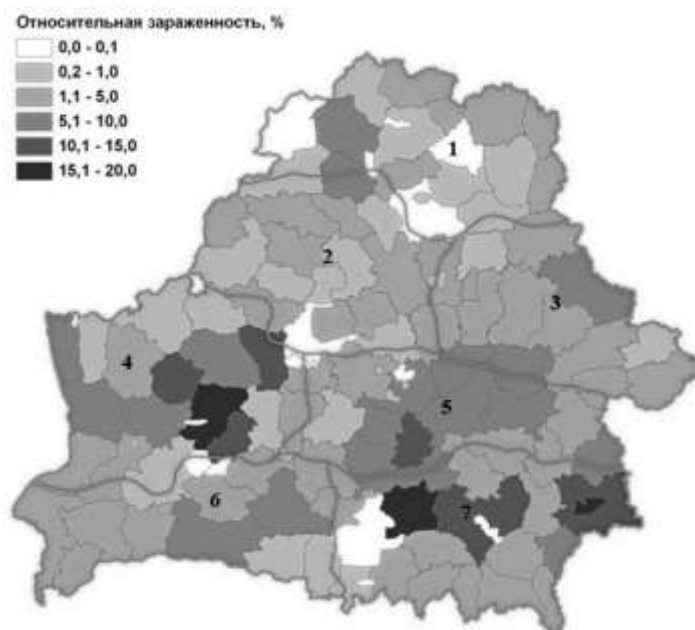 Относительная зараженность, %
0,0 - 0,1
0,2 - 1,0
1,1 - 5,0
5,1 - 10,0
10,1 - 15,0
15,1 - 20,0
1
2
3
4
5
6
7